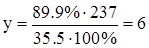 y = (89.9% · 237) / (35.5 · 100%) = 6